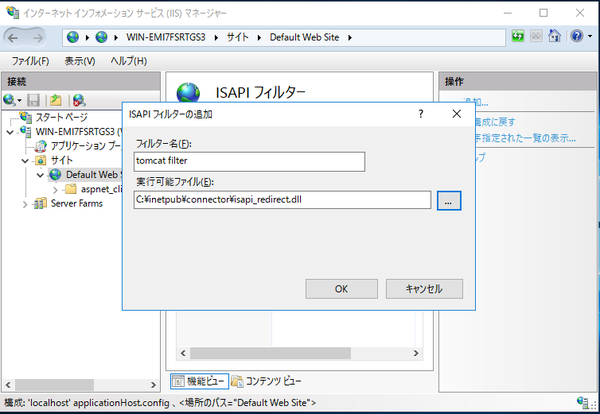 インターネット インフォメーション サービス (IIS) マネージャー
WIN-EMI7FSRTGS3 サイト Default Web Site
ファイル(F) 表示(V) ヘルプ(H)
接続
スタート ページ
WIN-EMI7FSRTGS3
アプリケーション プー
サイト
Default Web
aspnet_cli
Server Farms
ISAPI フィルター
操作
追加...
構成に戻す
指定された一覧の表示...
ISAPI フィルターの追加
? ×
フィルター名(F):
tomcat filter
実行可能ファイル(E):
C:¥inetpub¥connector¥isapi_redirect.dll
...
OK キャンセル
機能ビュー コンテンツ ビュー
構成: 'localhost' applicationHost.config 、<場所のパス="Default Web Site">